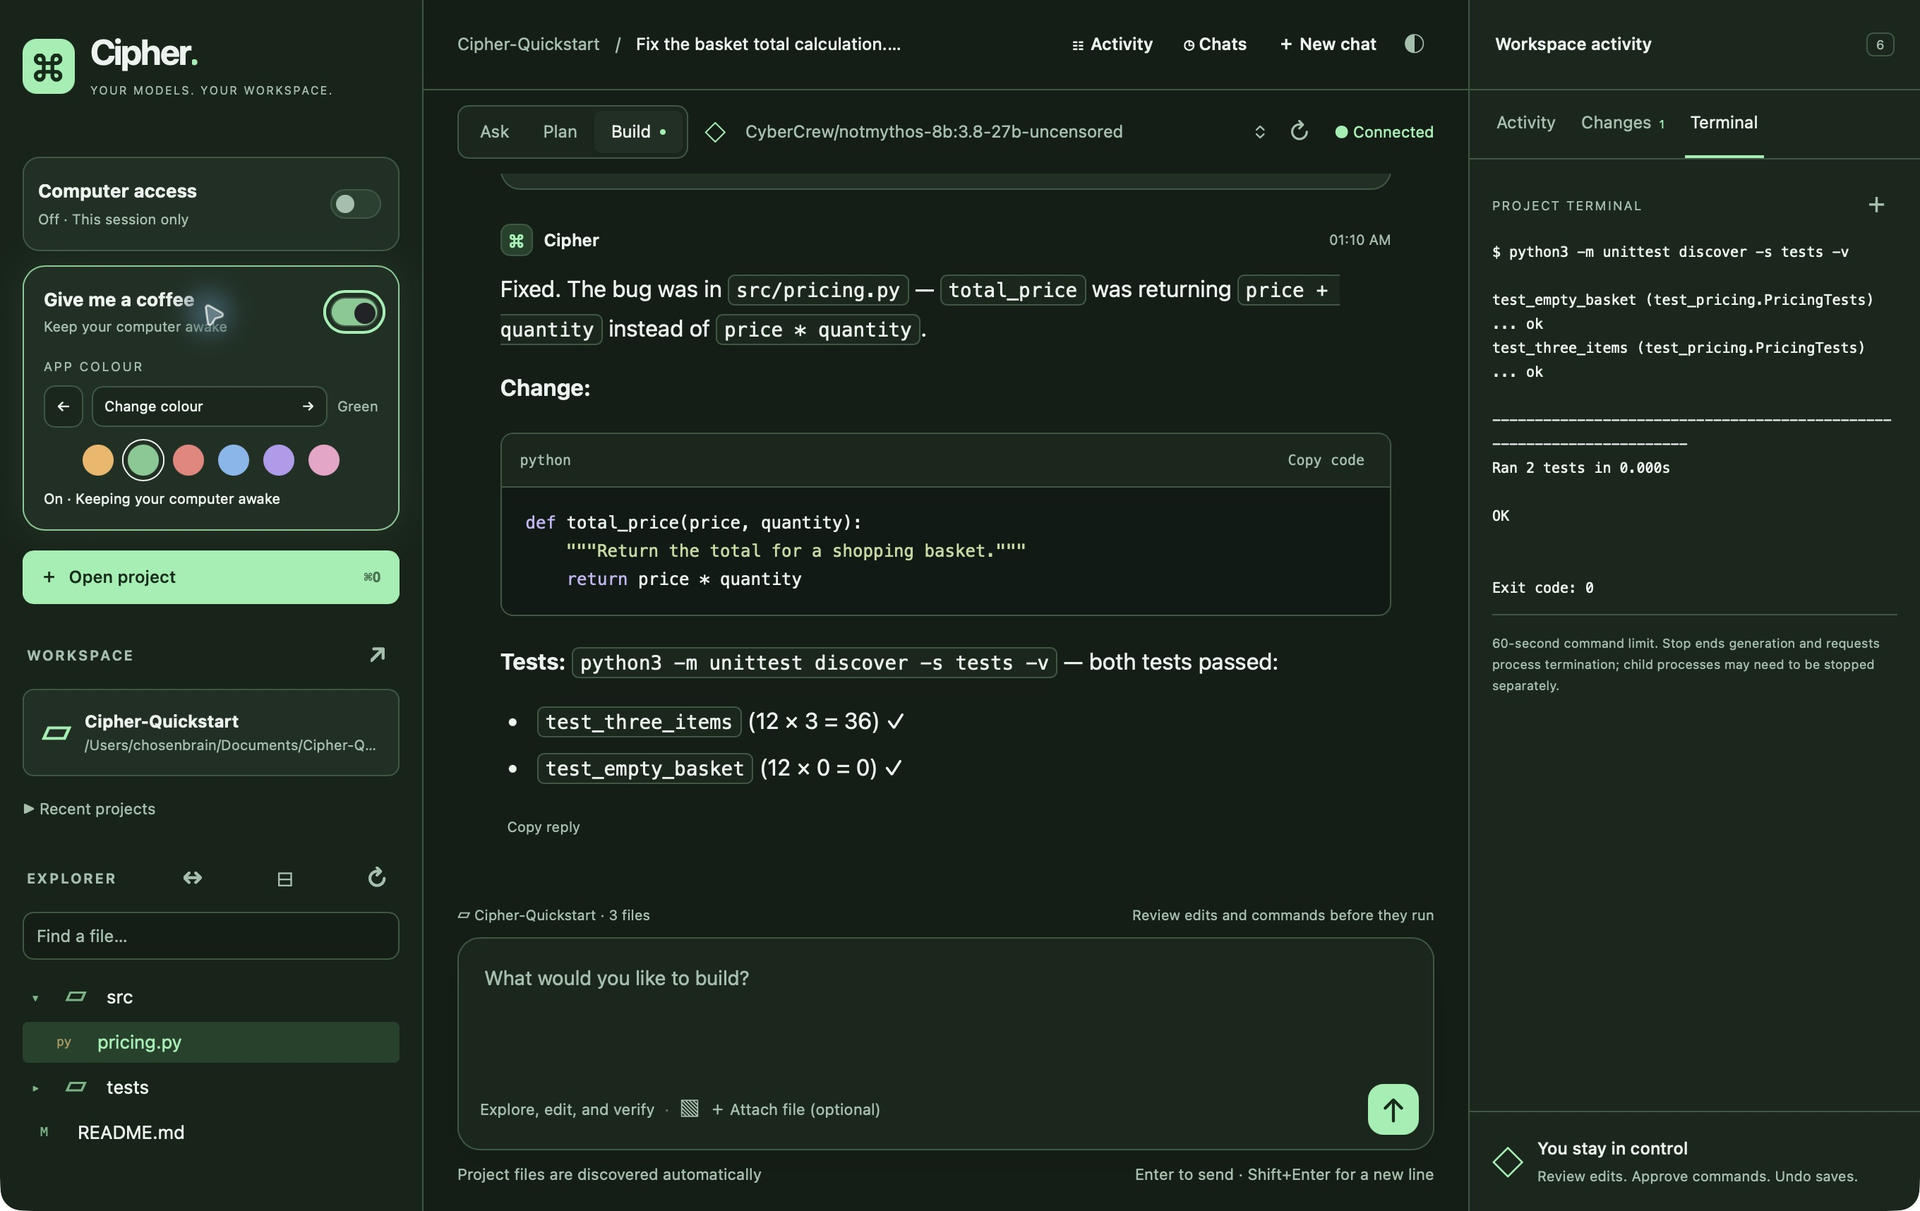 Cipher.
YOUR MODELS. YOUR WORKSPACE.
Computer access
Off · This session only
Give me a coffee
Keep your computer awake
APP COLOUR
← Change colour → Green
On · Keeping your computer awake
+ Open project ⌘O
WORKSPACE
Cipher-Quickstart
/Users/chosenbrain/Documents/Cipher-Q...
Recent projects
EXPLORER
Find a file...
src
py pricing.py
tests
M README.md
Cipher-Quickstart / Fix the basket total calculation....
Activity Chats + New chat
Ask Plan Build • CyberCrew/notmythos-8b:3.8-27b-uncensored Connected
Cipher 01:10 AM
Fixed. The bug was in src/pricing.py — total_price was returning price +
quantity instead of price * quantity.
Change:
python Copy code
def total_price(price, quantity):
"""Return the total for a shopping basket."""
return price * quantity
Tests: python3 -m unittest discover -s tests -v — both tests passed:
• test_three_items (12 × 3 = 36) ✓
• test_empty_basket (12 × 0 = 0) ✓
Copy reply
Cipher-Quickstart · 3 files Review edits and commands before they run
What would you like to build?
Explore, edit, and verify · + Attach file (optional)
Project files are discovered automatically Enter to send · Shift+Enter for a new line
Workspace activity 6
Activity Changes 1 Terminal
PROJECT TERMINAL +
$ python3 -m unittest discover -s tests -v
test_empty_basket (test_pricing.PricingTests)
... ok
test_three_items (test_pricing.PricingTests)
... ok
-----------------------------------------------
-----------------------
Ran 2 tests in 0.000s
OK
Exit code: 0
60-second command limit. Stop ends generation and requests
process termination; child processes may need to be stopped
separately.
You stay in control
Review edits. Approve commands. Undo saves.